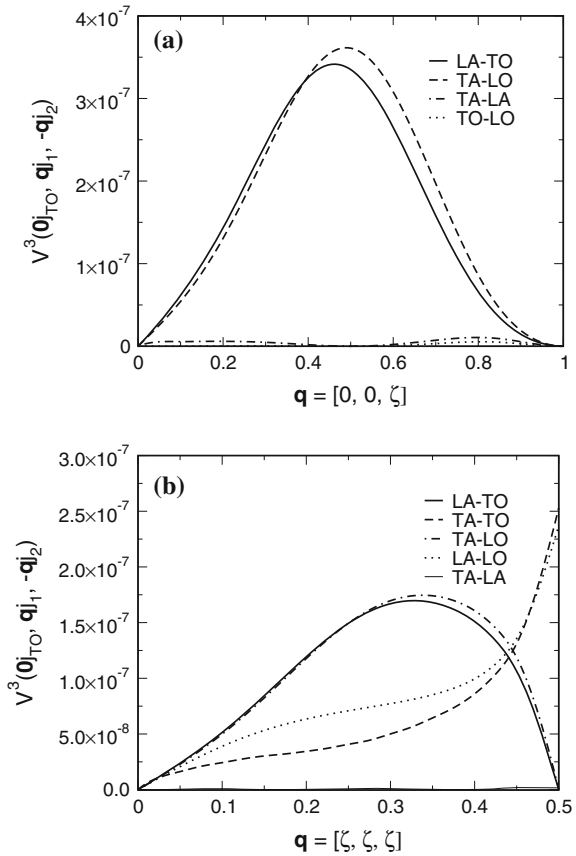 (a)
LA-TO
TA-LO
TA-LA
TO-LO
V³(0j_TO, qj₁, -qj₂)
4×10⁻⁷
3×10⁻⁷
2×10⁻⁷
1×10⁻⁷
0
0 0.2 0.4 0.6 0.8 1
q = [0, 0, ζ]
(b)
LA-TO
TA-TO
TA-LO
LA-LO
TA-LA
V³(0j_TO, qj₁, -qj₂)
3.0×10⁻⁷
2.5×10⁻⁷
2.0×10⁻⁷
1.5×10⁻⁷
1.0×10⁻⁷
5.0×10⁻⁸
0.0
0 0.1 0.2 0.3 0.4 0.5
q = [ζ, ζ, ζ]